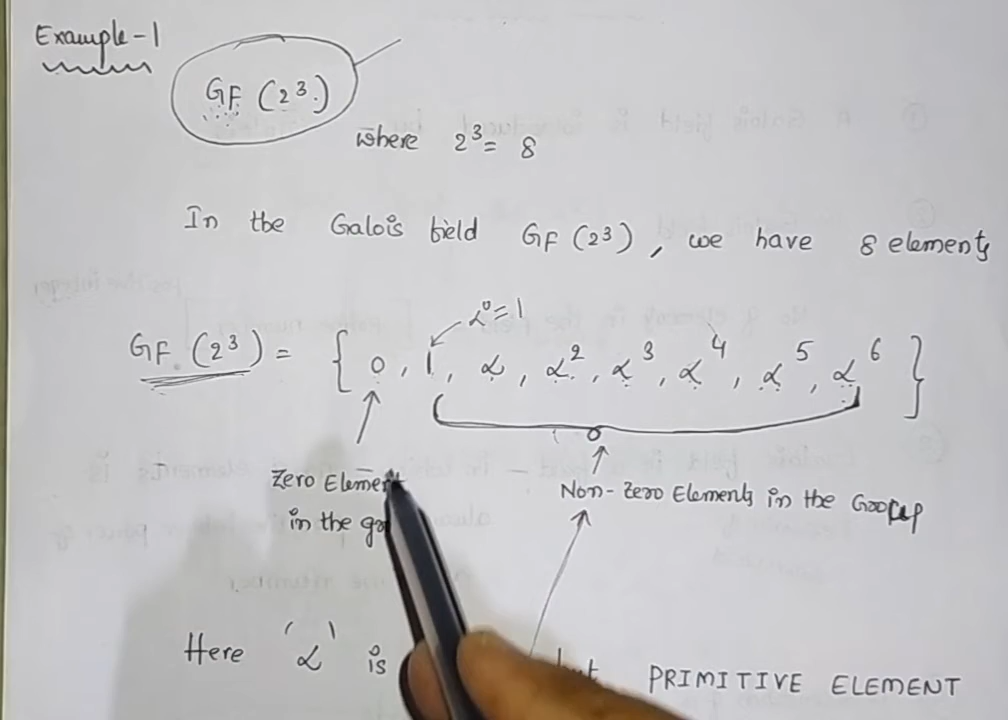 Example-1
GF (2³)
where 2³ = 8
In the Galois field GF (2³), we have 8 elements
α⁰ = 1
GF (2³) = { 0, 1, α, α², α³, α⁴, α⁵, α⁶ }
Zero Element
in the
Non-Zero Elements in the Group
Here 'α' is
PRIMITIVE ELEMENT